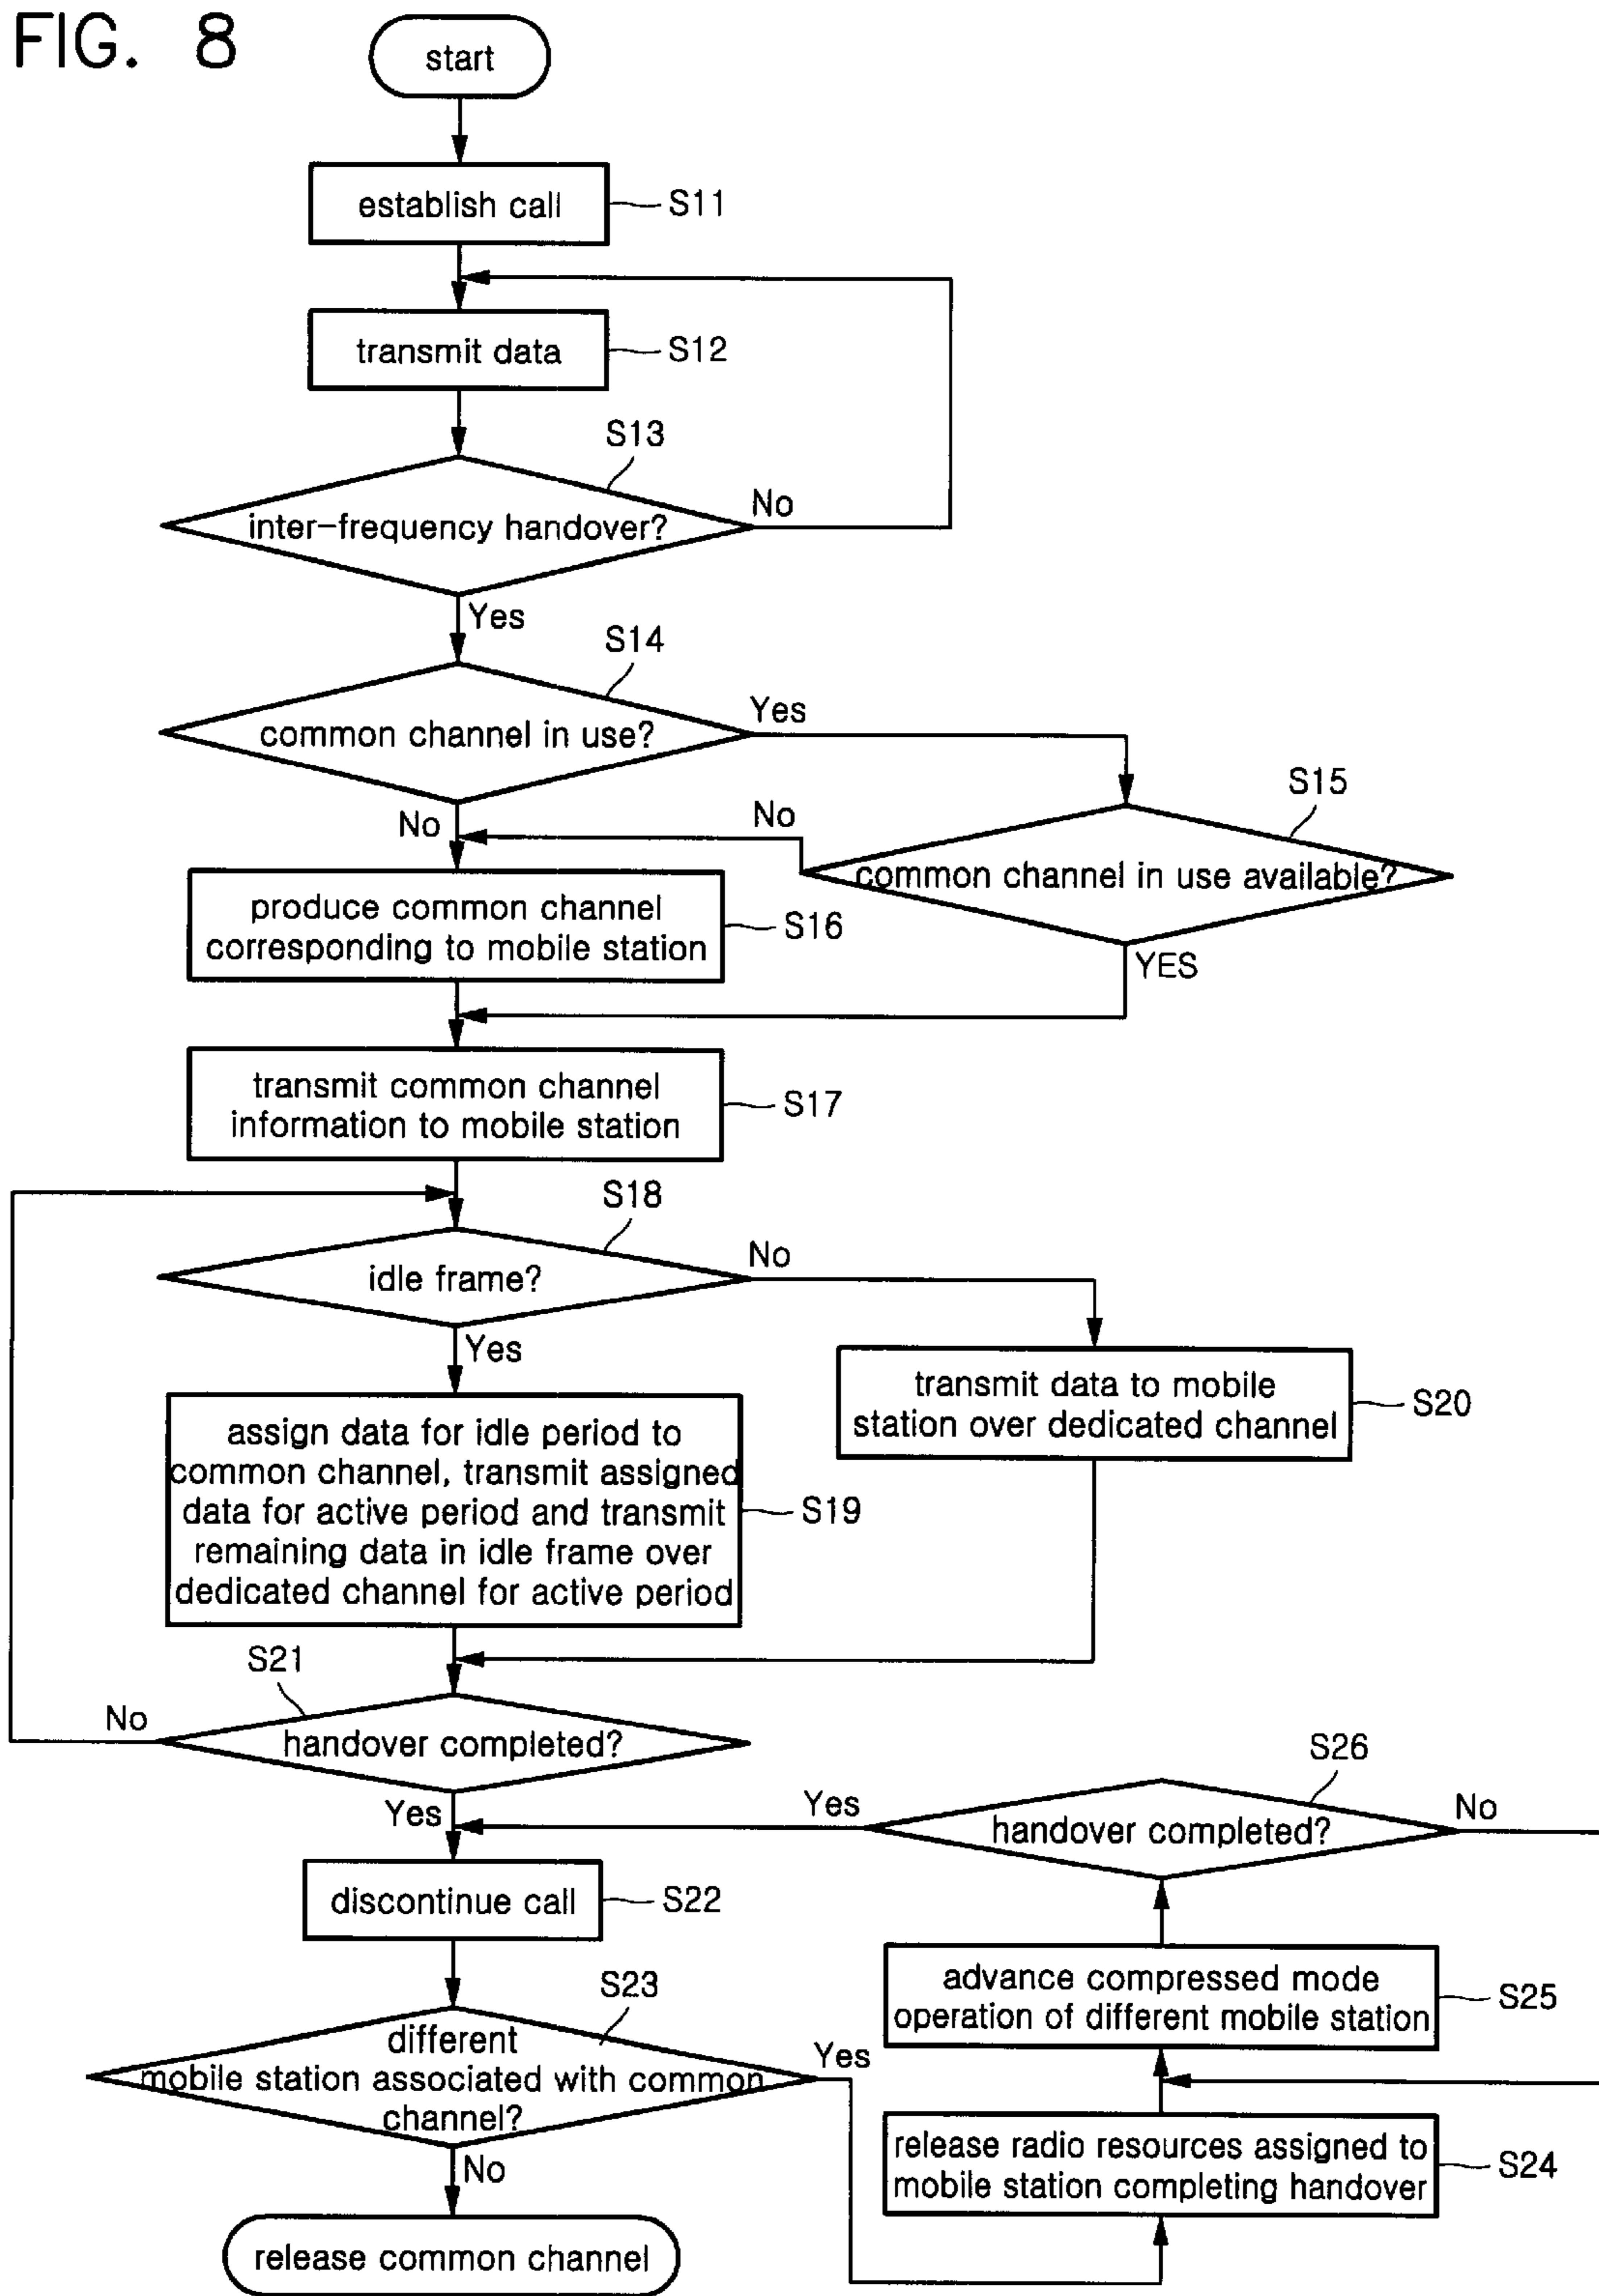 FIG. 8
start
establish call
S11
transmit data
S12
S13
inter-frequency handover?
No
Yes
S14
common channel in use?
Yes
S15
No
No
common channel in use available?
produce common channel
corresponding to mobile station
S16
YES
transmit common channel
information to mobile station
S17
S18
idle frame?
No
Yes
transmit data to mobile
station over dedicated channel
S20
assign data for idle period to
common channel, transmit assigned
data for active period and transmit
remaining data in idle frame over
dedicated channel for active period
S19
S21
No
handover completed?
S26
Yes
Yes
handover completed?
No
discontinue call
S22
advance compressed mode
operation of different mobile station
S25
S23
different
mobile station associated with common
channel?
Yes
release radio resources assigned to
mobile station completing handover
S24
No
release common channel